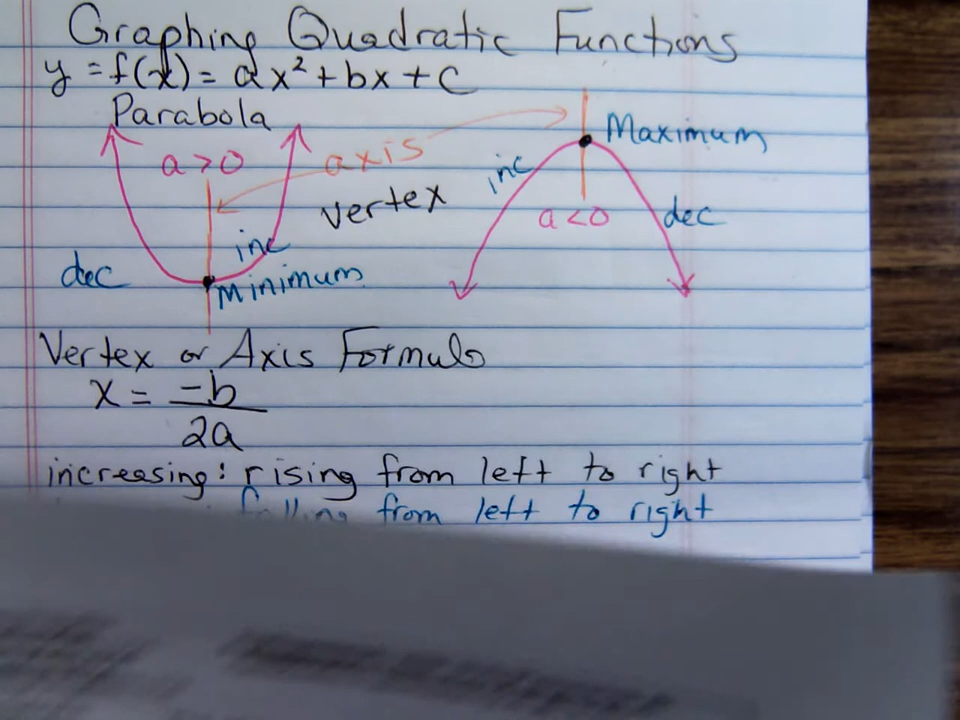 Graphing Quadratic Functions
y = f(x) = ax² + bx + c
Parabola
a > 0
axis
Maximum
inc
vertex
a < 0
dec
inc
dec
Minimum
Vertex or Axis Formula
x = -b
2a
increasing: rising from left to right
falling from left to right